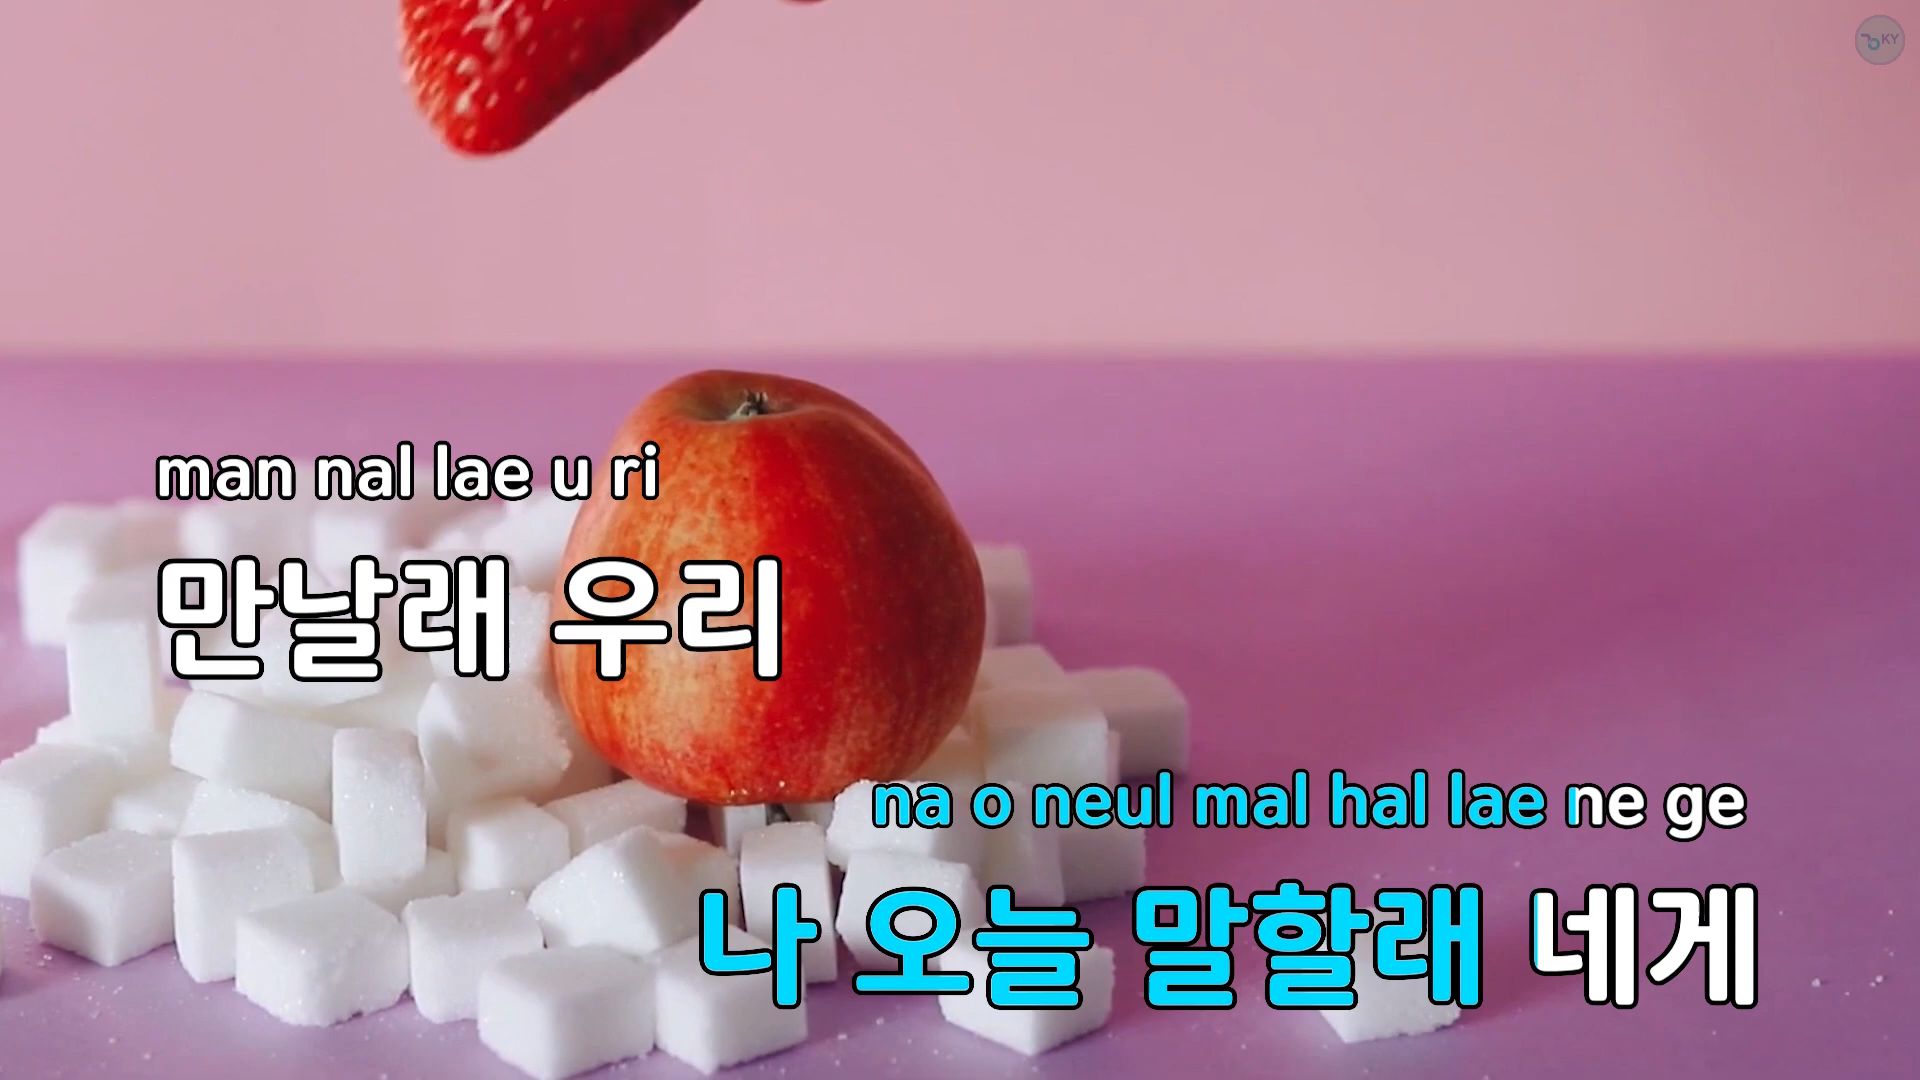 KY
man nal lae u ri
만날래 우리
na o neul mal hal lae ne ge
나 오늘 말할래 네게